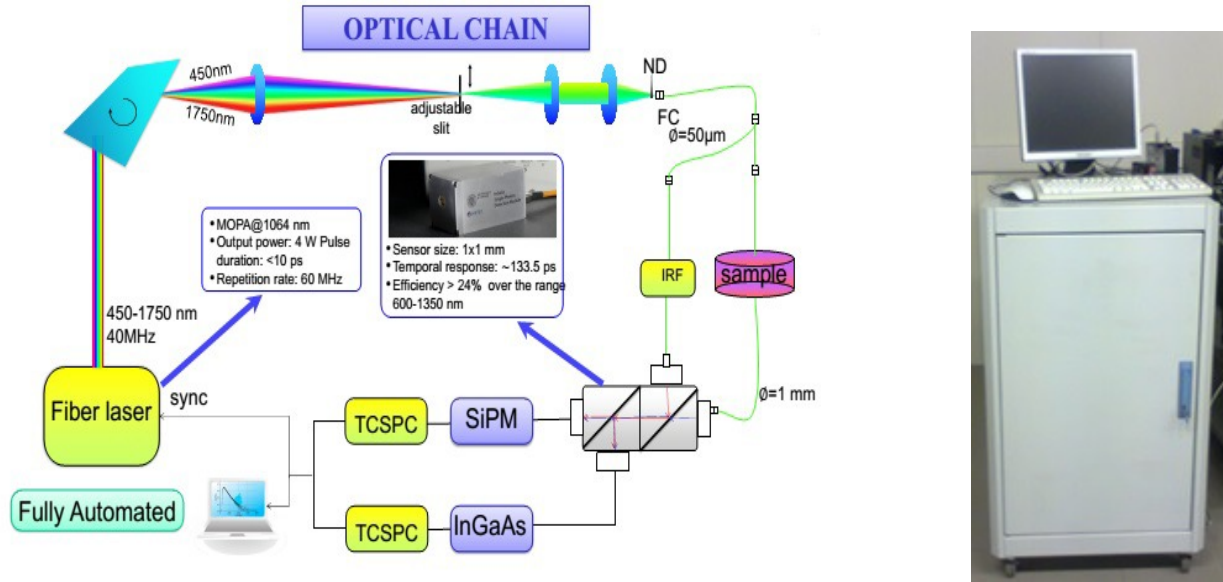 OPTICAL CHAIN
450nm
1750nm
adjustable
slit
ND
FC
Ø=50µm
• MOPA@1064 nm
• Output power: 4 W Pulse
duration: <10 ps
• Repetition rate: 60 MHz
• Sensor size: 1x1 mm
• Temporal response: ~133.5 ps
• Efficiency > 24% over the range
600-1350 nm
IRF
sample
450-1750 nm
40MHz
Fiber laser
sync
TCSPC
SiPM
Ø=1 mm
Fully Automated
TCSPC
InGaAs